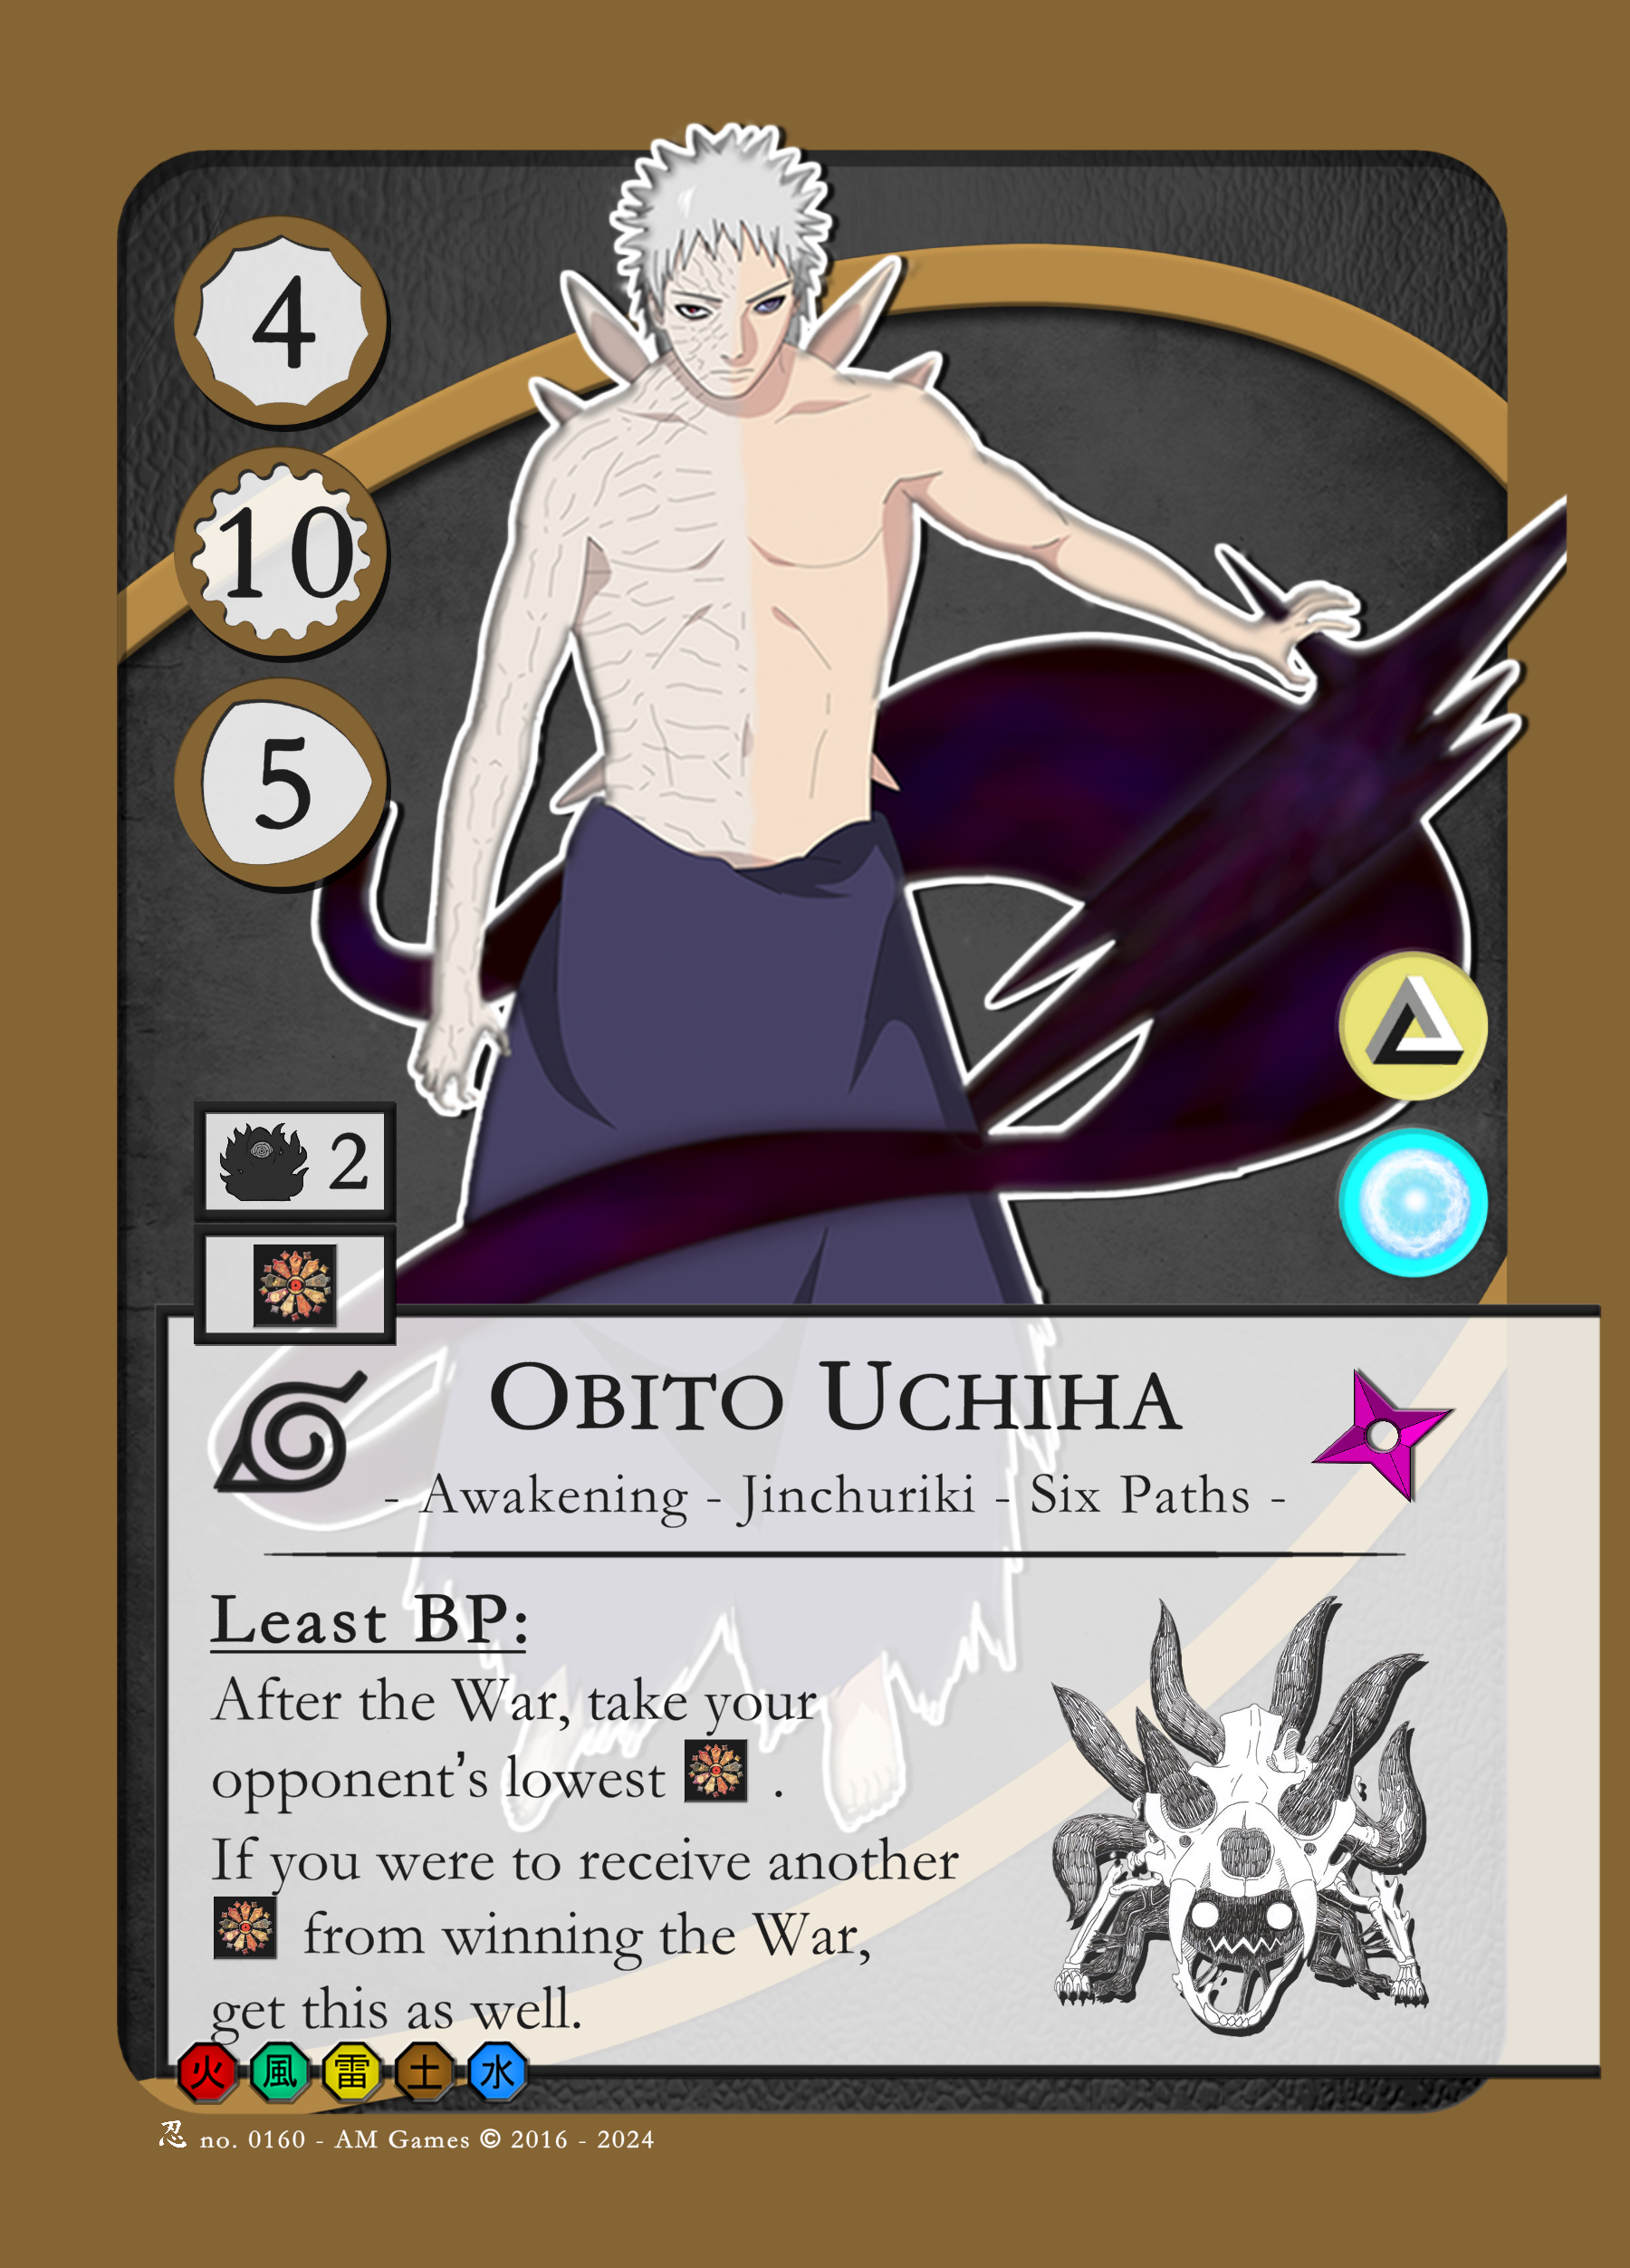 4
10
5
2
OBITO UCHIHA
- Awakening - Jinchuriki - Six Paths -
Least BP:
After the War, take your
opponent's lowest .
If you were to receive another
from winning the War,
get this as well.
火 風 雷 土 水
忍 no. 0160 - AM Games © 2016 - 2024